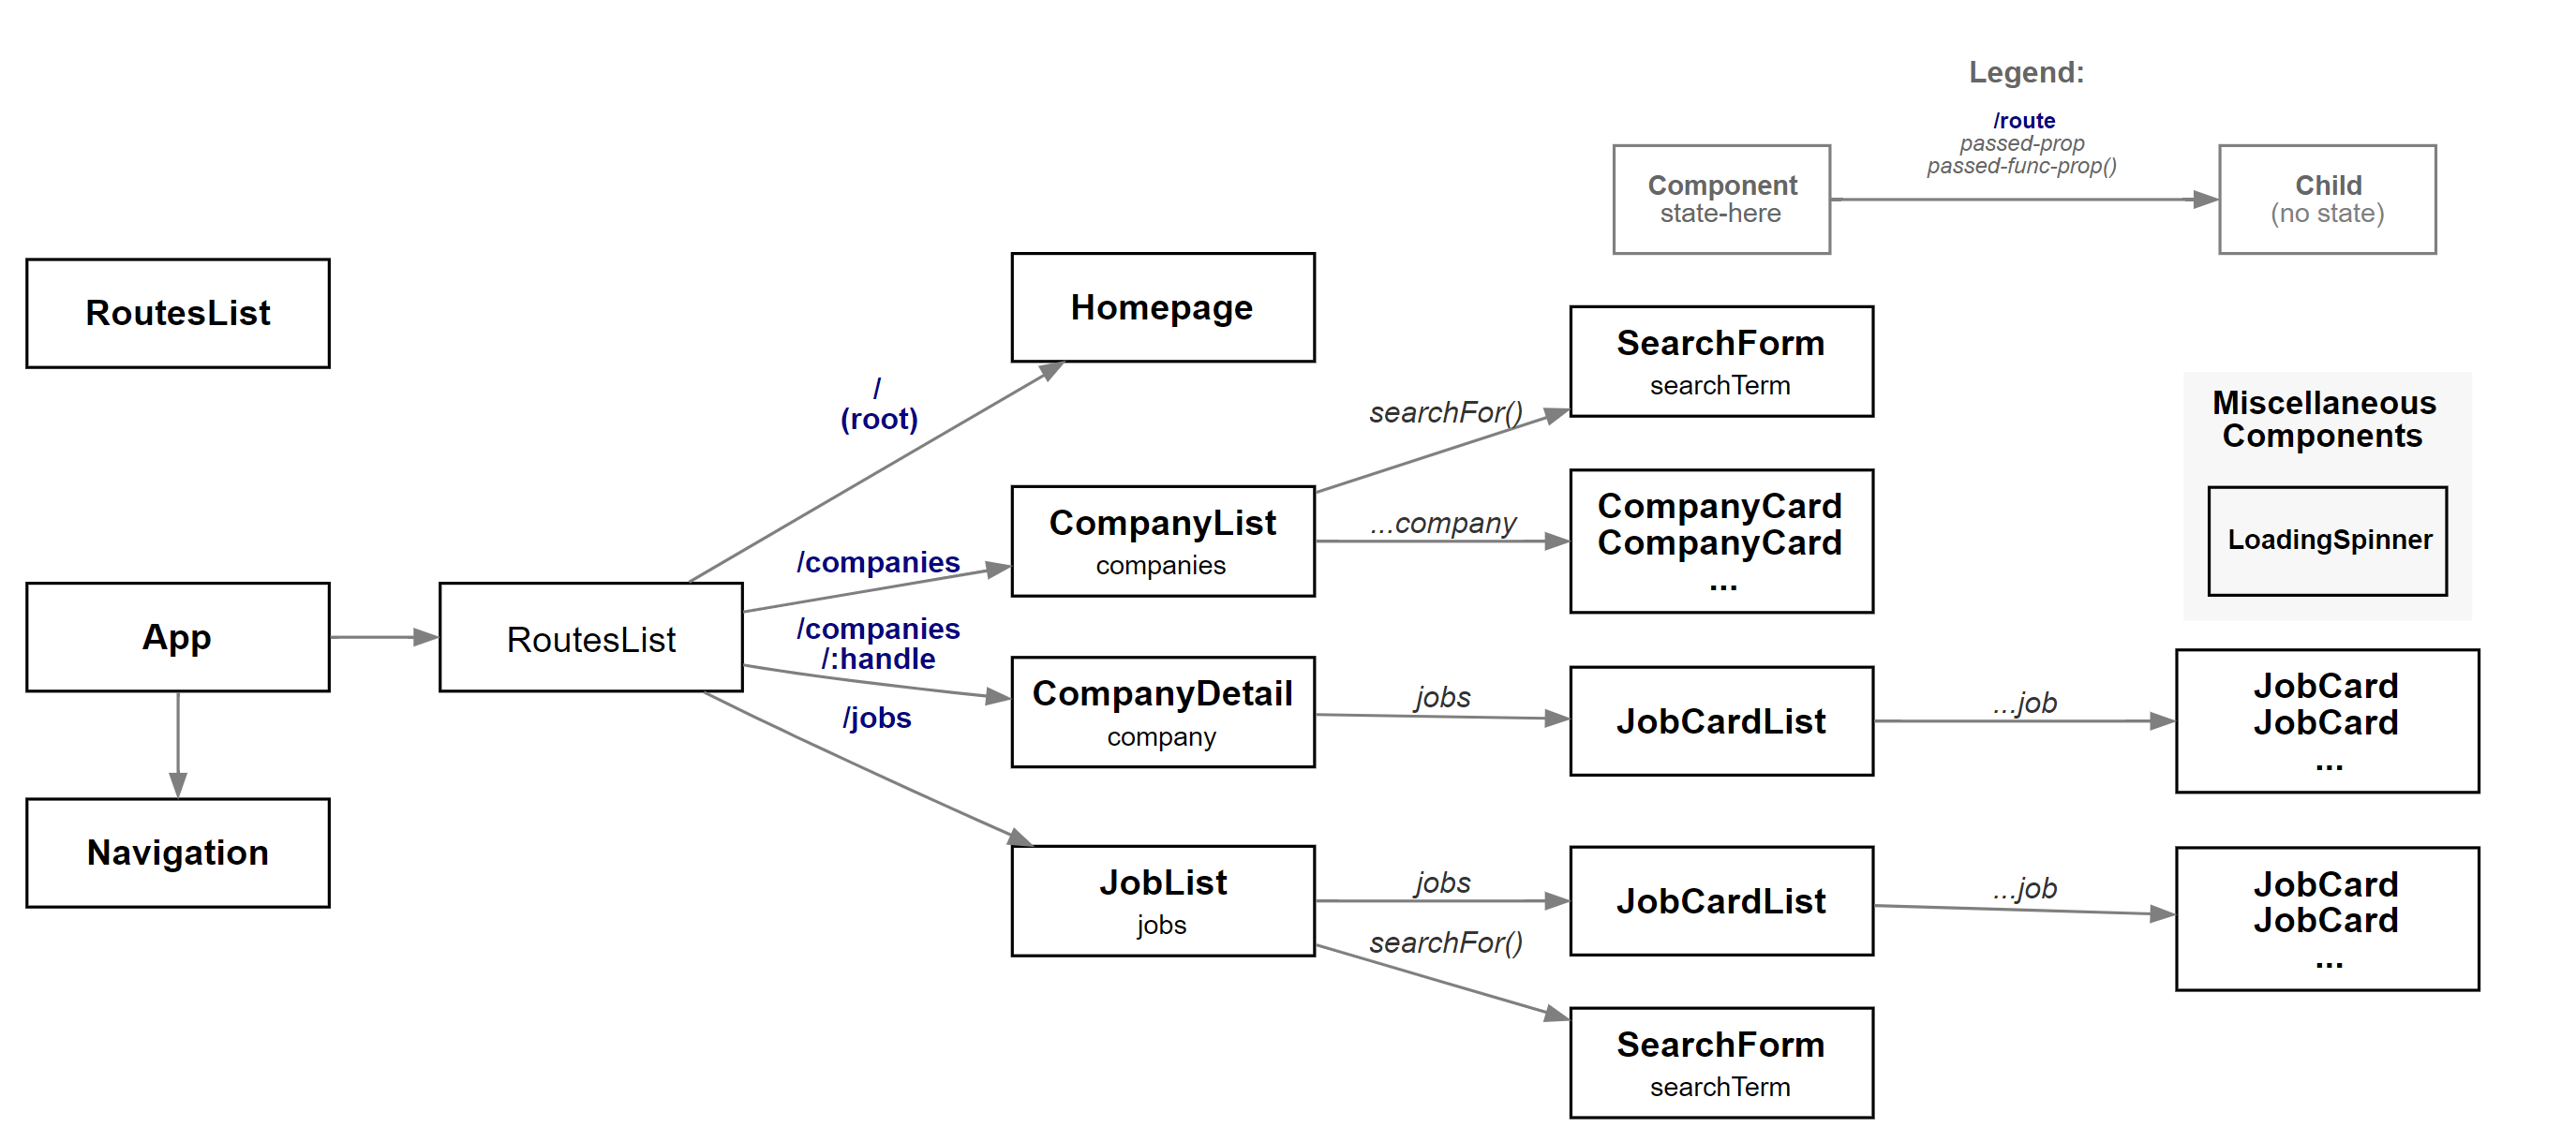 Legend:
/route
passed-prop
passed-func-prop()
Component
state-here
Child
(no state)
RoutesList
Homepage
/
(root)
SearchForm
searchTerm
searchFor()
Miscellaneous
Components
LoadingSpinner
CompanyList
companies
/companies
...company
CompanyCard
CompanyCard
...
App
RoutesList
/companies
/:handle
CompanyDetail
company
jobs
JobCardList
...job
JobCard
JobCard
...
/jobs
Navigation
JobList
jobs
jobs
JobCardList
...job
JobCard
JobCard
...
searchFor()
SearchForm
searchTerm